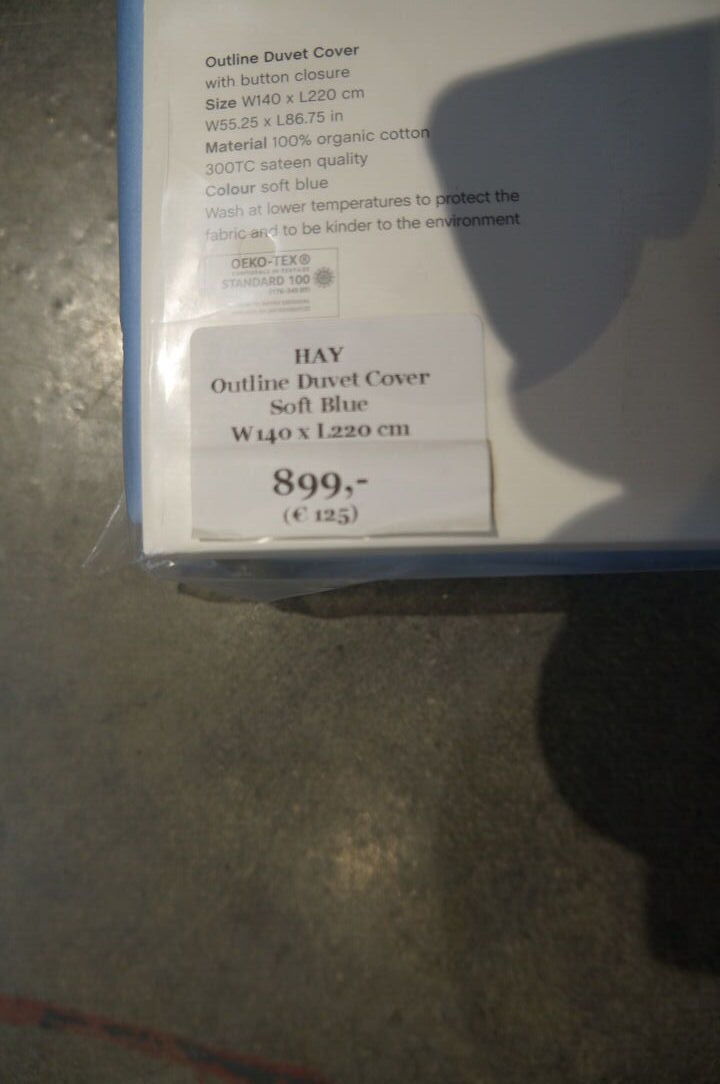 Outline Duvet Cover
with button closure
Size W140 x L220 cm
W55.25 x L86.75 in
Material 100% organic cotton
300TC sateen quality
Colour soft blue
Wash at lower temperatures to protect the
fabric and to be kinder to the environment
OEKO-TEX®
STANDARD 100
HAY
Outline Duvet Cover
Soft Blue
W 140 x L220 cm
899,-
(€ 125)